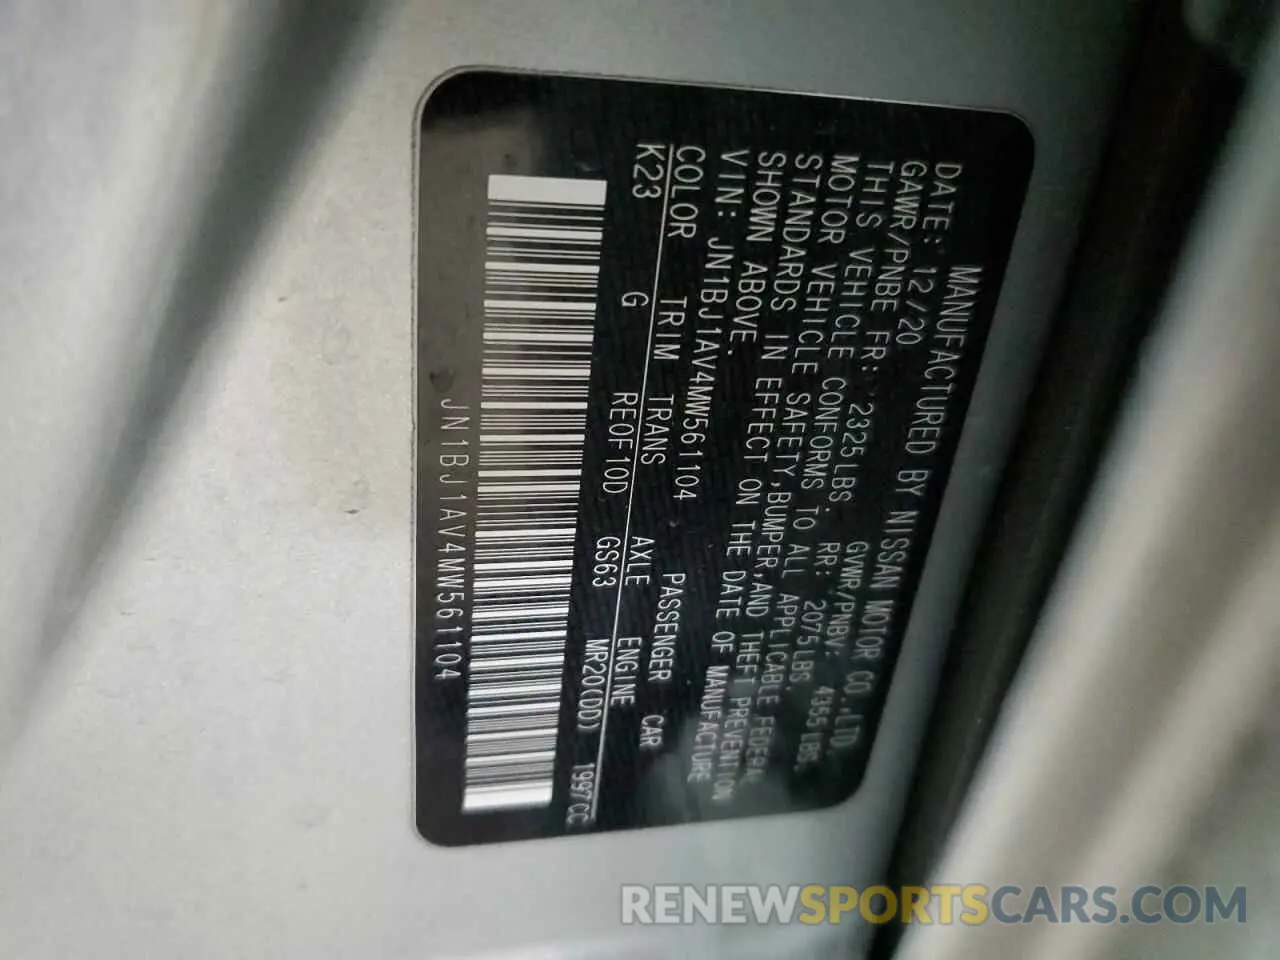 MANUFACTURED BY NISSAN MOTOR CO.,LTD.
DATE: 12/20 GVWR/PNBV: 4355LBS.
GAWR/PNBE FR: 2325LBS. RR: 2075LBS.
THIS VEHICLE CONFORMS TO ALL APPLICABLE FEDERAL
MOTOR VEHICLE SAFETY,BUMPER,AND THEFT PREVENTION
STANDARDS IN EFFECT ON THE DATE OF MANUFACTURE
SHOWN ABOVE.
VIN: JN1BJ1AV4MW561104 PASSENGER CAR
COLOR TRIM TRANS AXLE ENGINE
K23 G RE0F10D GS63 MR20(DD) 1997CC
JN1BJ1AV4MW561104
RENEWSPORTSCARS.COM